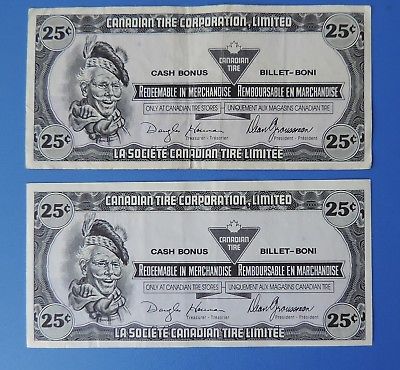 25¢ CANADIAN TIRE CORPORATION, LIMITED 25¢
CANADIAN
TIRE
CASH BONUS BILLET-BONI
REDEEMABLE IN MERCHANDISE REMBOURSABLE EN MARCHANDISE
ONLY AT CANADIAN TIRE STORES UNIQUEMENT AUX MAGASINS CANADIAN TIRE
Treasurer - Trésorier President - Président
25¢ LA SOCIÉTÉ CANADIAN TIRE LIMITÉE 25¢
25¢ CANADIAN TIRE CORPORATION, LIMITED 25¢
CANADIAN
TIRE
CASH BONUS BILLET-BONI
REDEEMABLE IN MERCHANDISE REMBOURSABLE EN MARCHANDISE
ONLY AT CANADIAN TIRE STORES UNIQUEMENT AUX MAGASINS CANADIAN TIRE
Treasurer - Trésorier President - Président
25¢ LA SOCIÉTÉ CANADIAN TIRE LIMITÉE 25¢